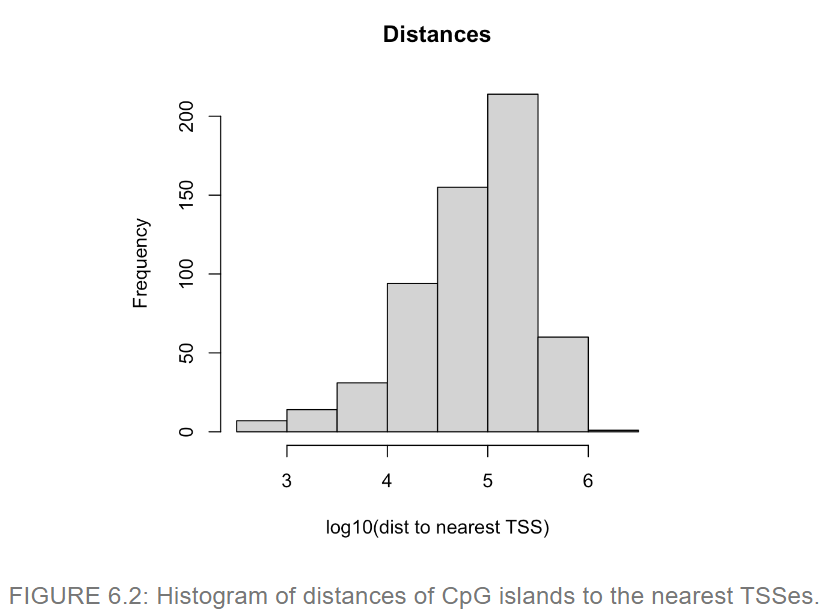 Distances
200
150
100
50
0
Frequency
3 4 5 6
log10(dist to nearest TSS)
FIGURE 6.2: Histogram of distances of CpG islands to the nearest TSSes.